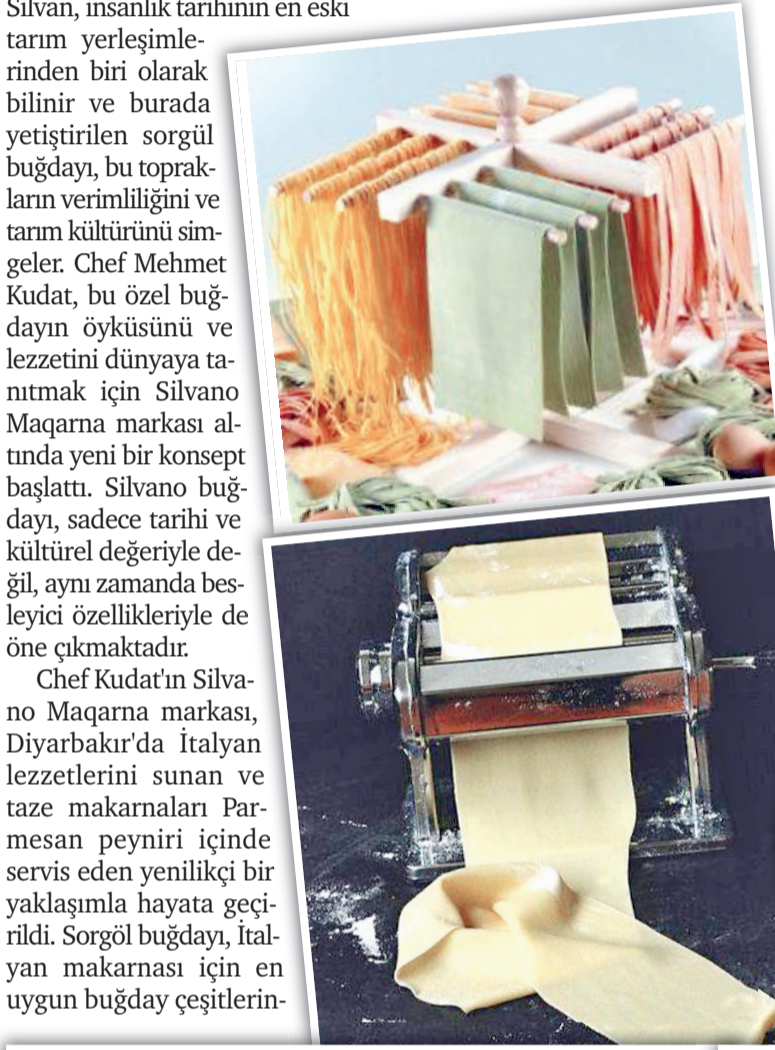 Silvan, insanlık tarihinin en eski
tarım yerleşimle-
rinden biri olarak
bilinir ve burada
yetiştirilen sorgül
buğdayı, bu toprak-
ların verimliliğini ve
tarım kültürünü sim-
geler. Chef Mehmet
Kudat, bu özel buğ-
dayın öyküsünü ve
lezzetini dünyaya ta-
nıtmak için Silvano
Maqarna markası al-
tında yeni bir konsept
başlattı. Silvano buğ-
dayı, sadece tarihi ve
kültürel değeriyle de-
ğil, aynı zamanda bes-
leyici özellikleriyle de
öne çıkmaktadır.
Chef Kudat'ın Silva-
no Maqarna markası,
Diyarbakır'da İtalyan
lezzetlerini sunan ve
taze makarnaları Par-
mesan peyniri içinde
servis eden yenilikçi bir
yaklaşımla hayata geçi-
rildi. Sorgöl buğdayı, İtal-
yan makarnası için en
uygun buğday çeşitlerin-